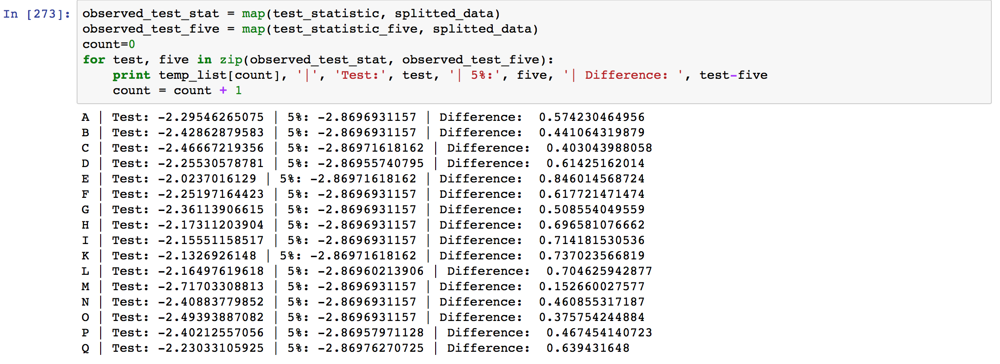 In [273]: observed_test_stat = map(test_statistic, splitted_data)
observed_test_five = map(test_statistic_five, splitted_data)
count=0
for test, five in zip(observed_test_stat, observed_test_five):
    print temp_list[count], '|', 'Test:', test, '| 5%:', five, '| Difference: ', test-five
    count = count + 1
A | Test: -2.29546265075 | 5%: -2.8696931157 | Difference:  0.574230464956
B | Test: -2.42862879583 | 5%: -2.8696931157 | Difference:  0.441064319879
C | Test: -2.46667219356 | 5%: -2.86971618162 | Difference:  0.403043988058
D | Test: -2.25530578781 | 5%: -2.86955740795 | Difference:  0.61425162014
E | Test: -2.0237016129 | 5%: -2.86971618162 | Difference:  0.846014568724
F | Test: -2.25197164423 | 5%: -2.8696931157 | Difference:  0.617721471474
G | Test: -2.36113906615 | 5%: -2.8696931157 | Difference:  0.508554049559
H | Test: -2.17311203904 | 5%: -2.8696931157 | Difference:  0.696581076662
I | Test: -2.15551158517 | 5%: -2.8696931157 | Difference:  0.714181530536
K | Test: -2.1326926148 | 5%: -2.86971618162 | Difference:  0.737023566819
L | Test: -2.16497619618 | 5%: -2.86960213906 | Difference:  0.704625942877
M | Test: -2.71703308813 | 5%: -2.8696931157 | Difference:  0.152660027577
N | Test: -2.40883779852 | 5%: -2.8696931157 | Difference:  0.460855317187
O | Test: -2.49393887082 | 5%: -2.8696931157 | Difference:  0.375754244884
P | Test: -2.40212557056 | 5%: -2.86957971128 | Difference:  0.467454140723
Q | Test: -2.23033105925 | 5%: -2.86976270725 | Difference:  0.639431648